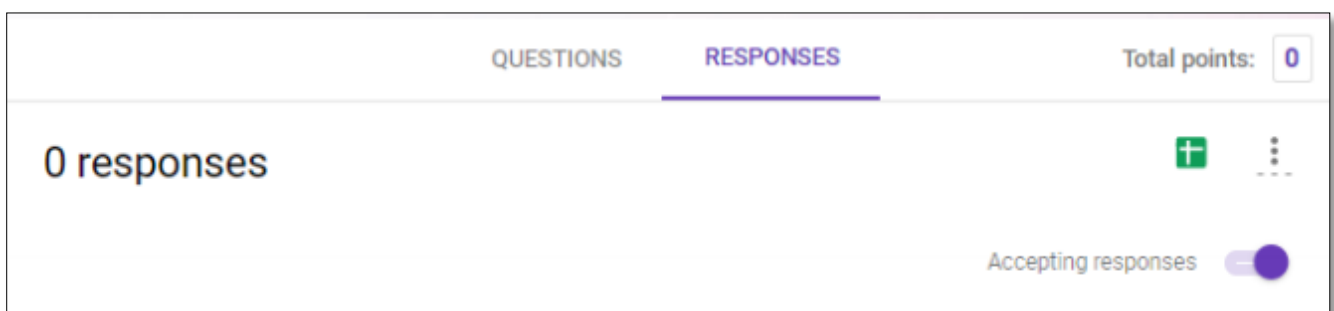 QUESTIONS RESPONSES Total points: 0
0 responses
Accepting responses